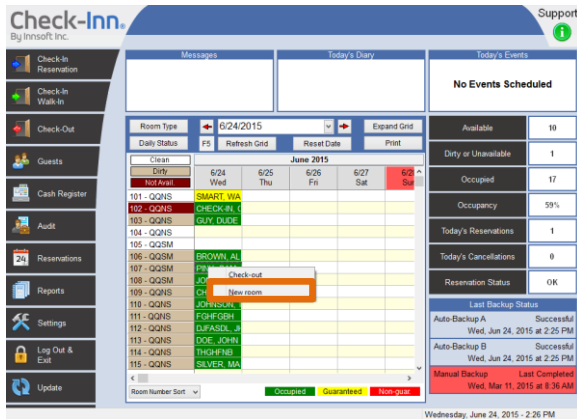 Check-Inn®
By Innsoft Inc.
Support
Check-In
Reservation
Check-In
Walk-In
Check-Out
Guests
Cash Register
Audit
24
Reservations
Reports
Settings
Log Out &
Exit
Update
Messages
Today's Diary
Today's Events
No Events Scheduled
Room Type
6/24/2015
Expand Grid
Daily Status
F5
Refresh Grid
Reset Date
Print
Clean
Dirty
Not Avail.
June 2015
6/24 6/25 6/26 6/27 6/2
Wed Thu Fri Sat Sun
101 - QQNS SMART, WA
102 - QQNS CHECK-IN, C
103 - QQNS GUY, DUDE
104 - QQNS
105 - QQSM
106 - QQSM BROWN, AL
107 - QQSM
108 - QQSM JO
109 - QQNS CH
110 - QQNS JOHNSON,
111 - QQNS FGHFGBH
112 - QQNS DJFASDL, JK
113 - QQNS DOE, JOHN
114 - QQNS THGHFNB
115 - QQNS SILVER, MA
Check-out
New room
Room Number Sort
Occupied
Guaranteed
Non-guar.
Available 10
Dirty or Unavailable 1
Occupied 17
Occupancy 59%
Today's Reservations 1
Today's Cancellations 0
Reservation Status OK
Last Backup Status
Auto-Backup A Successful
Wed, Jun 24, 2015 at 2:25 PM
Auto-Backup B Successful
Wed, Jun 24, 2015 at 2:25 PM
Manual Backup Last Completed
Wed, Mar 11, 2015 at 8:36 AM
Wednesday, June 24, 2015 - 2:26 PM